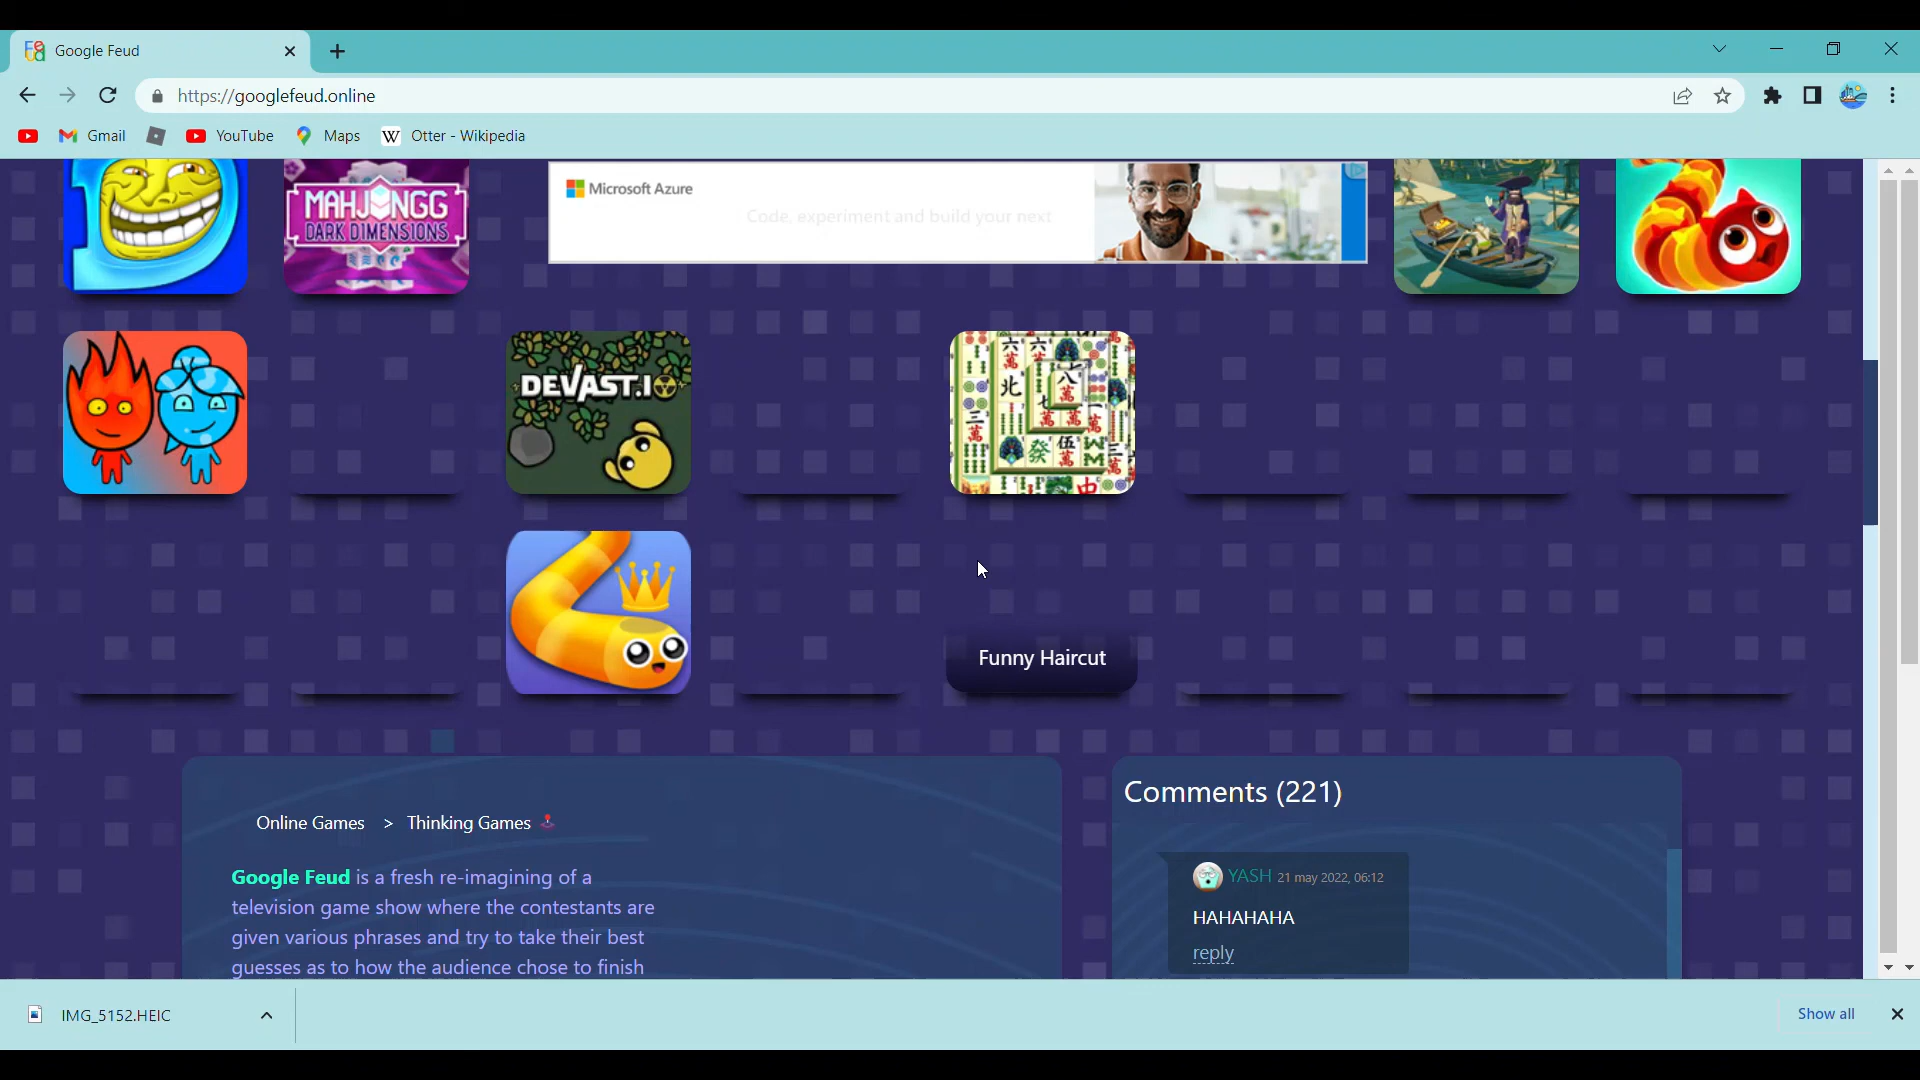 Google Feud
https://googlefeud.online
Gmail
YouTube
Maps
W Otter - Wikipedia
MAHJONGG
DARK DIMENSIONS
Microsoft Azure
Code, experiment and build your next
DEVAST.IO
Funny Haircut
Online Games > Thinking Games
Google Feud is a fresh re-imagining of a
television game show where the contestants are
given various phrases and try to take their best
guesses as to how the audience chose to finish
Comments (221)
YASH 21 may 2022, 06:12
HAHAHAHA
reply
IMG_5152.HEIC
Show all